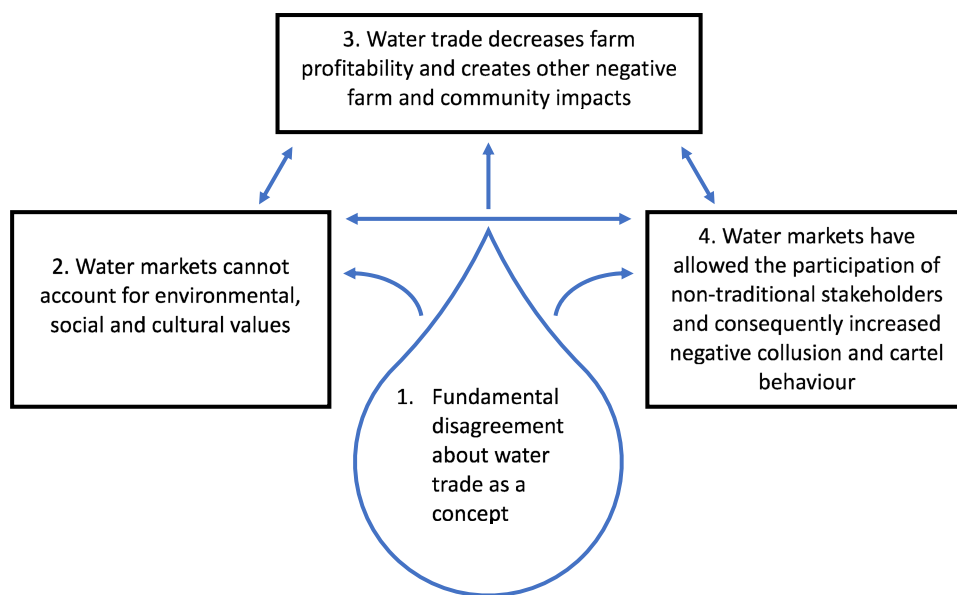 3. Water trade decreases farm
profitability and creates other negative
farm and community impacts
2. Water markets cannot
account for environmental,
social and cultural values
4. Water markets have
allowed the participation of
non-traditional stakeholders
and consequently increased
negative collusion and cartel
behaviour
1. Fundamental
disagreement
about water
trade as a
concept